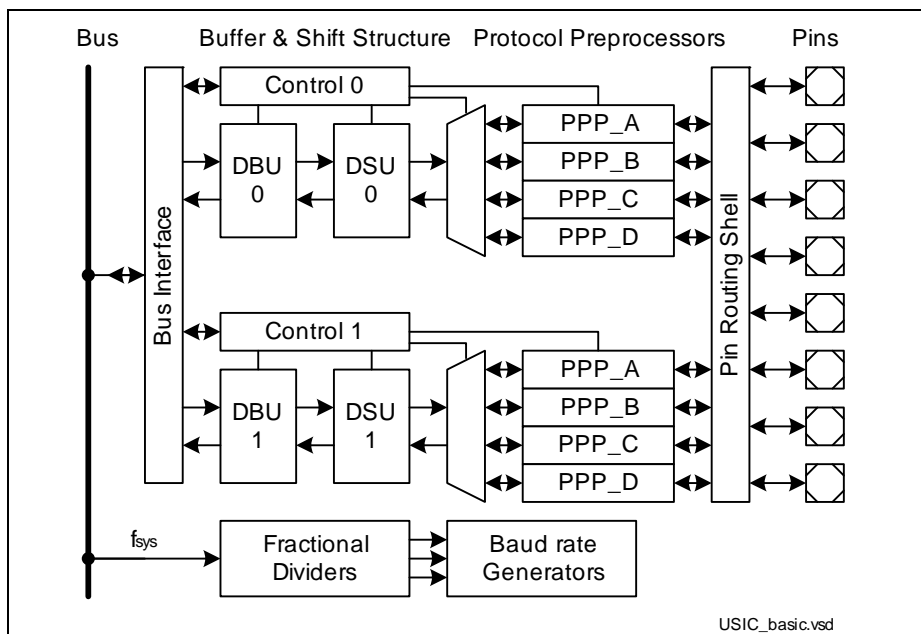 Bus Buffer & Shift Structure Protocol Preprocessors Pins
Control 0
DBU 0
DSU 0
PPP_A
PPP_B
PPP_C
PPP_D
Bus Interface
Pin Routing Shell
Control 1
DBU 1
DSU 1
PPP_A
PPP_B
PPP_C
PPP_D
fsys
Fractional
Dividers
Baud rate
Generators
USIC_basic.vsd